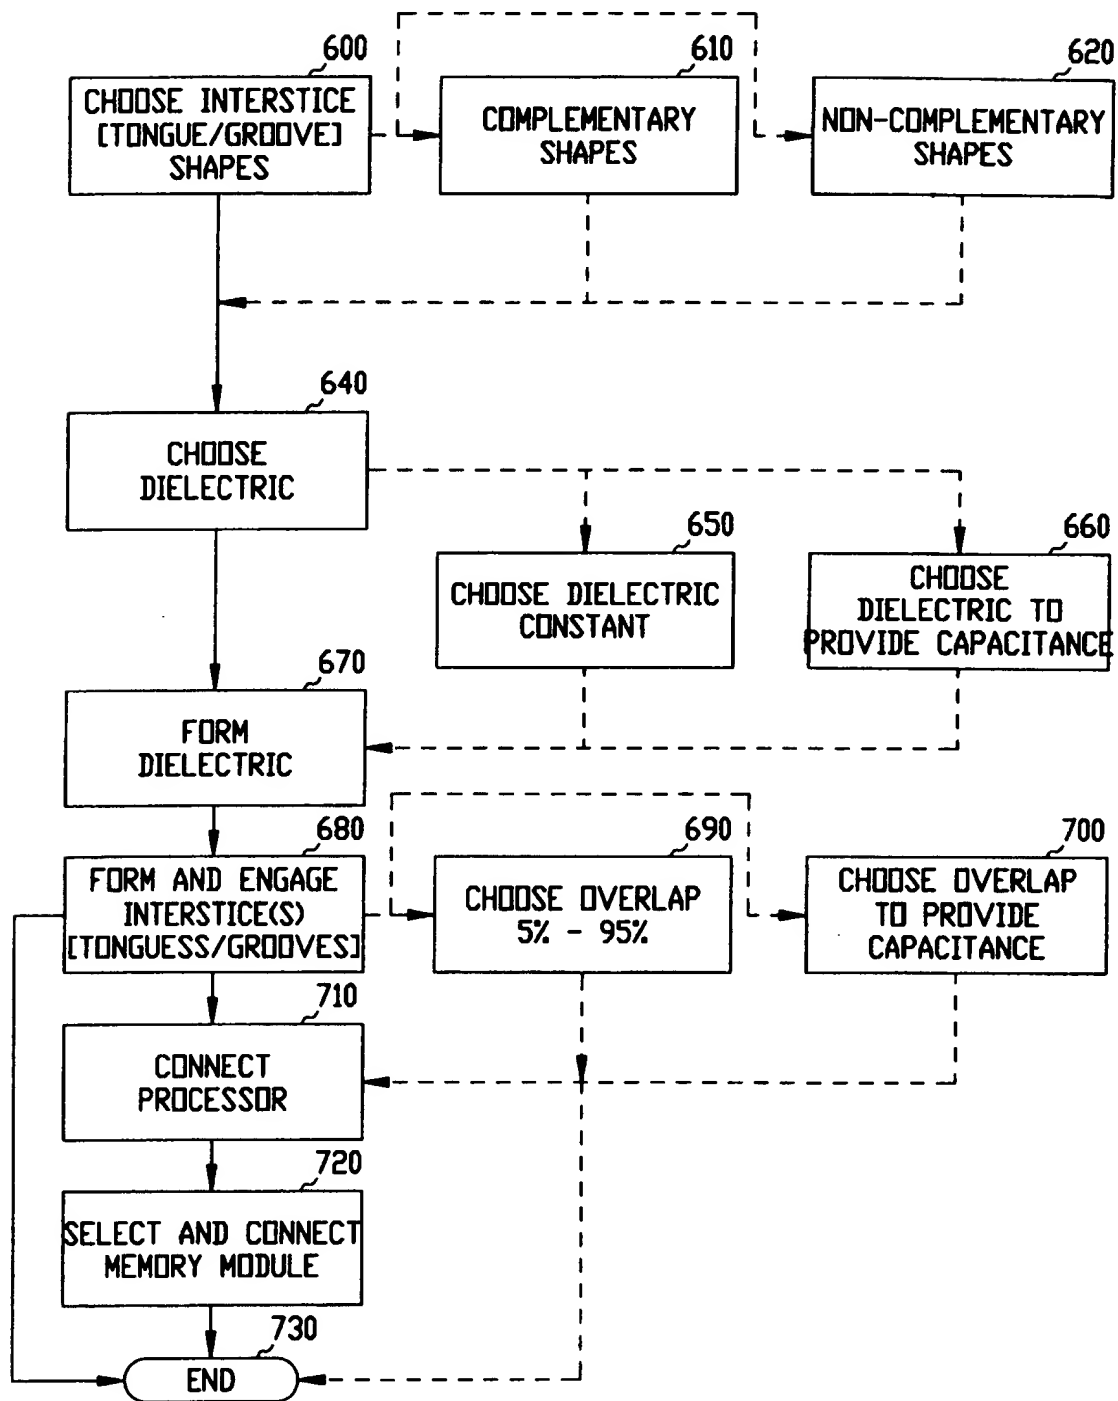 600
CHOOSE INTERSTICE
[TONGUE/GROOVE]
SHAPES
610
COMPLEMENTARY
SHAPES
620
NON-COMPLEMENTARY
SHAPES
640
CHOOSE
DIELECTRIC
650
CHOOSE DIELECTRIC
CONSTANT
660
CHOOSE
DIELECTRIC TO
PROVIDE CAPACITANCE
670
FORM
DIELECTRIC
680
FORM AND ENGAGE
INTERSTICE(S)
[TONGUESS/GROOVES]
690
CHOOSE OVERLAP
5% - 95%
700
CHOOSE OVERLAP
TO PROVIDE
CAPACITANCE
710
CONNECT
PROCESSOR
720
SELECT AND CONNECT
MEMORY MODULE
730
END